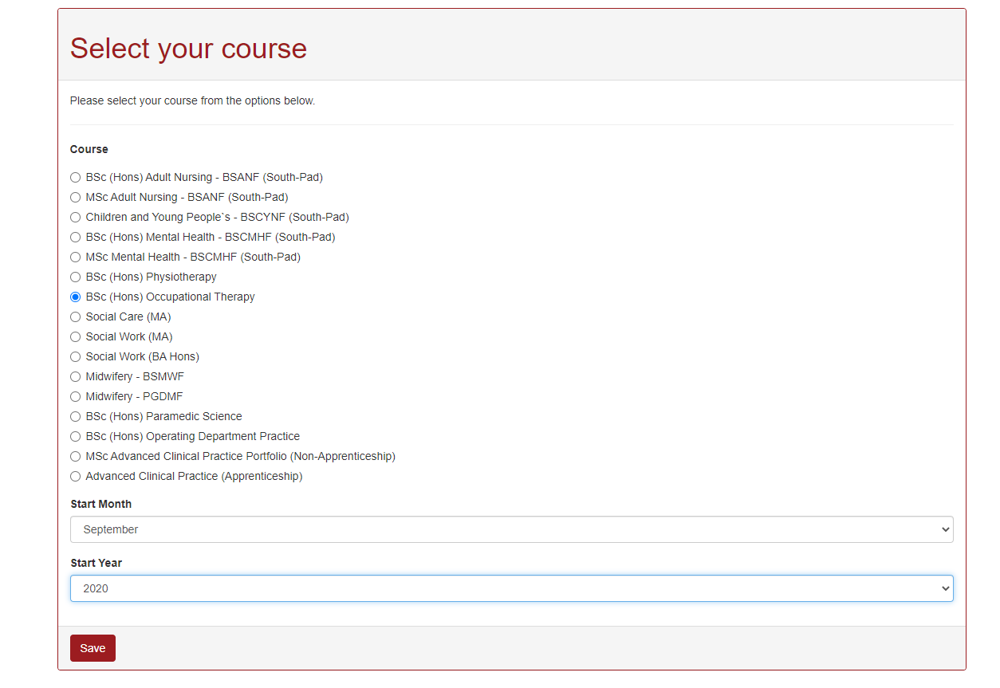 Select your course
Please select your course from the options below.
Course
BSc (Hons) Adult Nursing - BSANF (South-Pad)
MSc Adult Nursing - BSANF (South-Pad)
Children and Young People`s - BSCYNF (South-Pad)
BSc (Hons) Mental Health - BSCMHF (South-Pad)
MSc Mental Health - BSCMHF (South-Pad)
BSc (Hons) Physiotherapy
BSc (Hons) Occupational Therapy
Social Care (MA)
Social Work (MA)
Social Work (BA Hons)
Midwifery - BSMWF
Midwifery - PGDMF
BSc (Hons) Paramedic Science
BSc (Hons) Operating Department Practice
MSc Advanced Clinical Practice Portfolio (Non-Apprenticeship)
Advanced Clinical Practice (Apprenticeship)
Start Month
September
Start Year
2020
Save